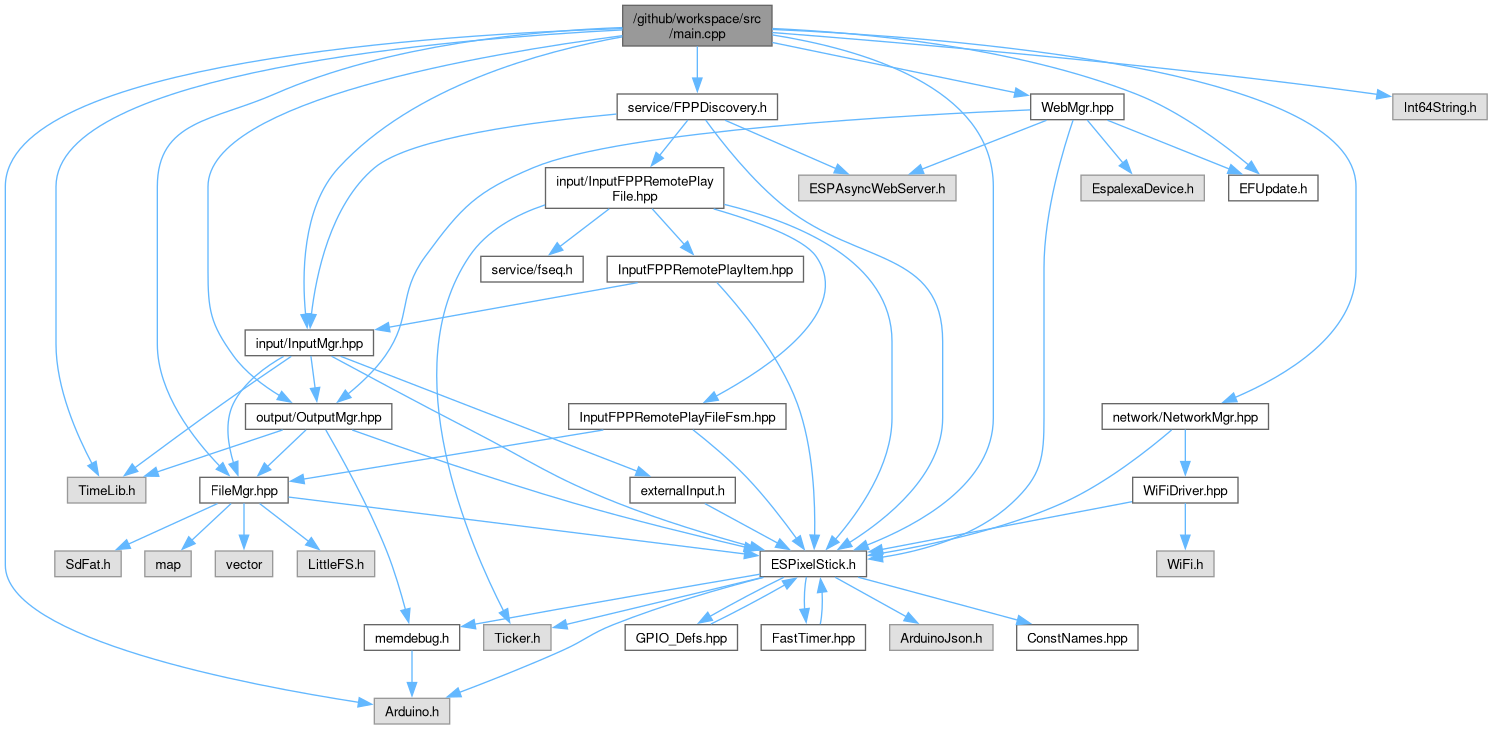 /github/workspace/src
/main.cpp
service/FPPDiscovery.h
WebMgr.hpp
Int64String.h
input/InputFPPRemotePlay
File.hpp
ESPAsyncWebServer.h
EspalexaDevice.h
EFUpdate.h
service/fseq.h
InputFPPRemotePlayItem.hpp
input/InputMgr.hpp
output/OutputMgr.hpp
InputFPPRemotePlayFileFsm.hpp
network/NetworkMgr.hpp
TimeLib.h
FileMgr.hpp
externalInput.h
WiFiDriver.hpp
SdFat.h
map
vector
LittleFS.h
ESPixelStick.h
WiFi.h
memdebug.h
Ticker.h
GPIO_Defs.hpp
FastTimer.hpp
ArduinoJson.h
ConstNames.hpp
Arduino.h